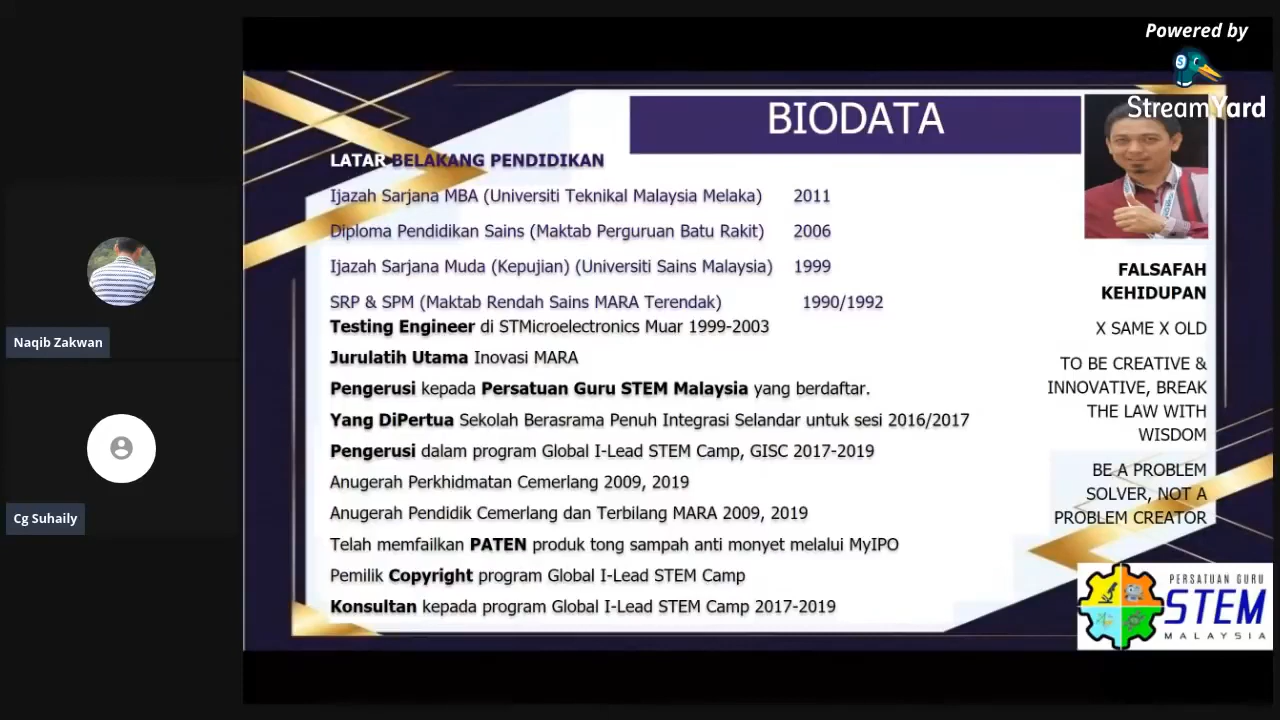 Powered by
StreamYard
BIODATA
LATAR BELAKANG PENDIDIKAN
Ijazah Sarjana MBA (Universiti Teknikal Malaysia Melaka) 2011
Diploma Pendidikan Sains (Maktab Perguruan Batu Rakit) 2006
Ijazah Sarjana Muda (Kepujian) (Universiti Sains Malaysia) 1999
SRP & SPM (Maktab Rendah Sains MARA Terendak) 1990/1992
Testing Engineer di STMicroelectronics Muar 1999-2003
Jurulatih Utama Inovasi MARA
Pengerusi kepada Persatuan Guru STEM Malaysia yang berdaftar.
Yang DiPertua Sekolah Berasrama Penuh Integrasi Selandar untuk sesi 2016/2017
Pengerusi dalam program Global I-Lead STEM Camp, GISC 2017-2019
Anugerah Perkhidmatan Cemerlang 2009, 2019
Anugerah Pendidik Cemerlang dan Terbilang MARA 2009, 2019
Telah memfailkan PATEN produk tong sampah anti monyet melalui MyIPO
Pemilik Copyright program Global I-Lead STEM Camp
Konsultan kepada program Global I-Lead STEM Camp 2017-2019
FALSAFAH
KEHIDUPAN
X SAME X OLD
TO BE CREATIVE &
INNOVATIVE, BREAK
THE LAW WITH
WISDOM
BE A PROBLEM
SOLVER, NOT A
PROBLEM CREATOR
PERSATUAN GURU
STEM
MALAYSIA
Naqib Zakwan
Cg Suhaily